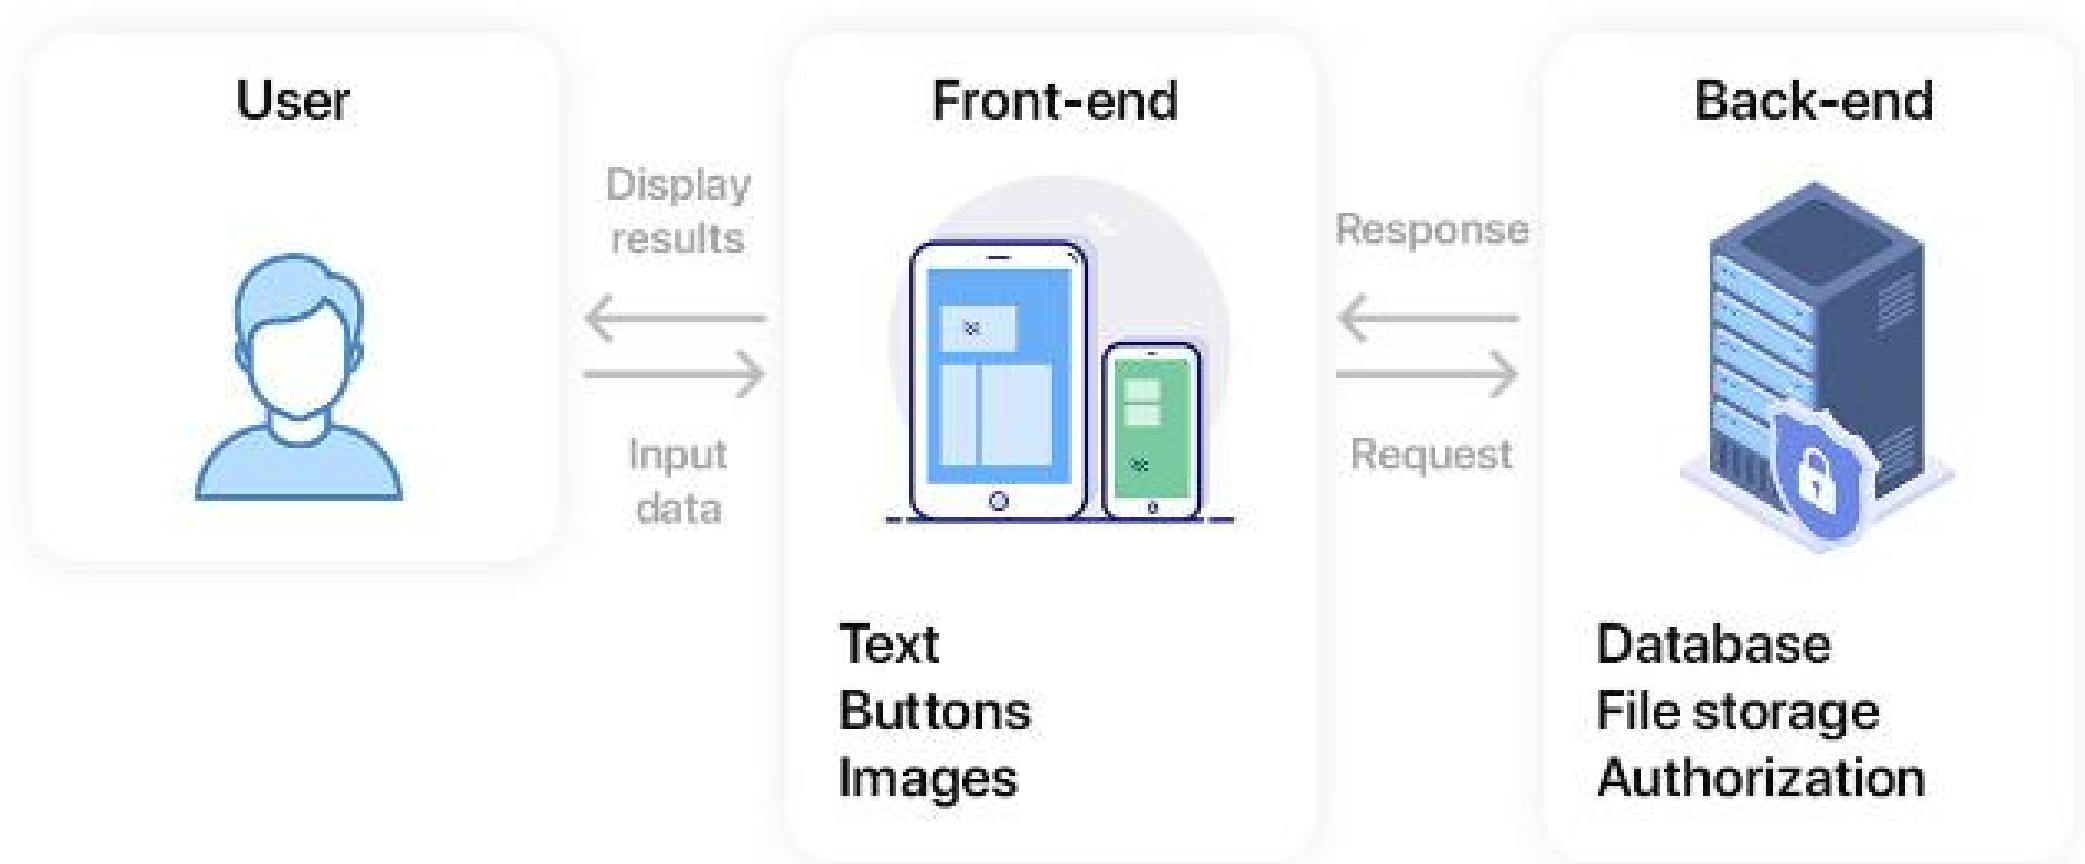 User
Front-end
Back-end
Display
results
Input
data
Response
Request
Text
Buttons
Images
Database
File storage
Authorization